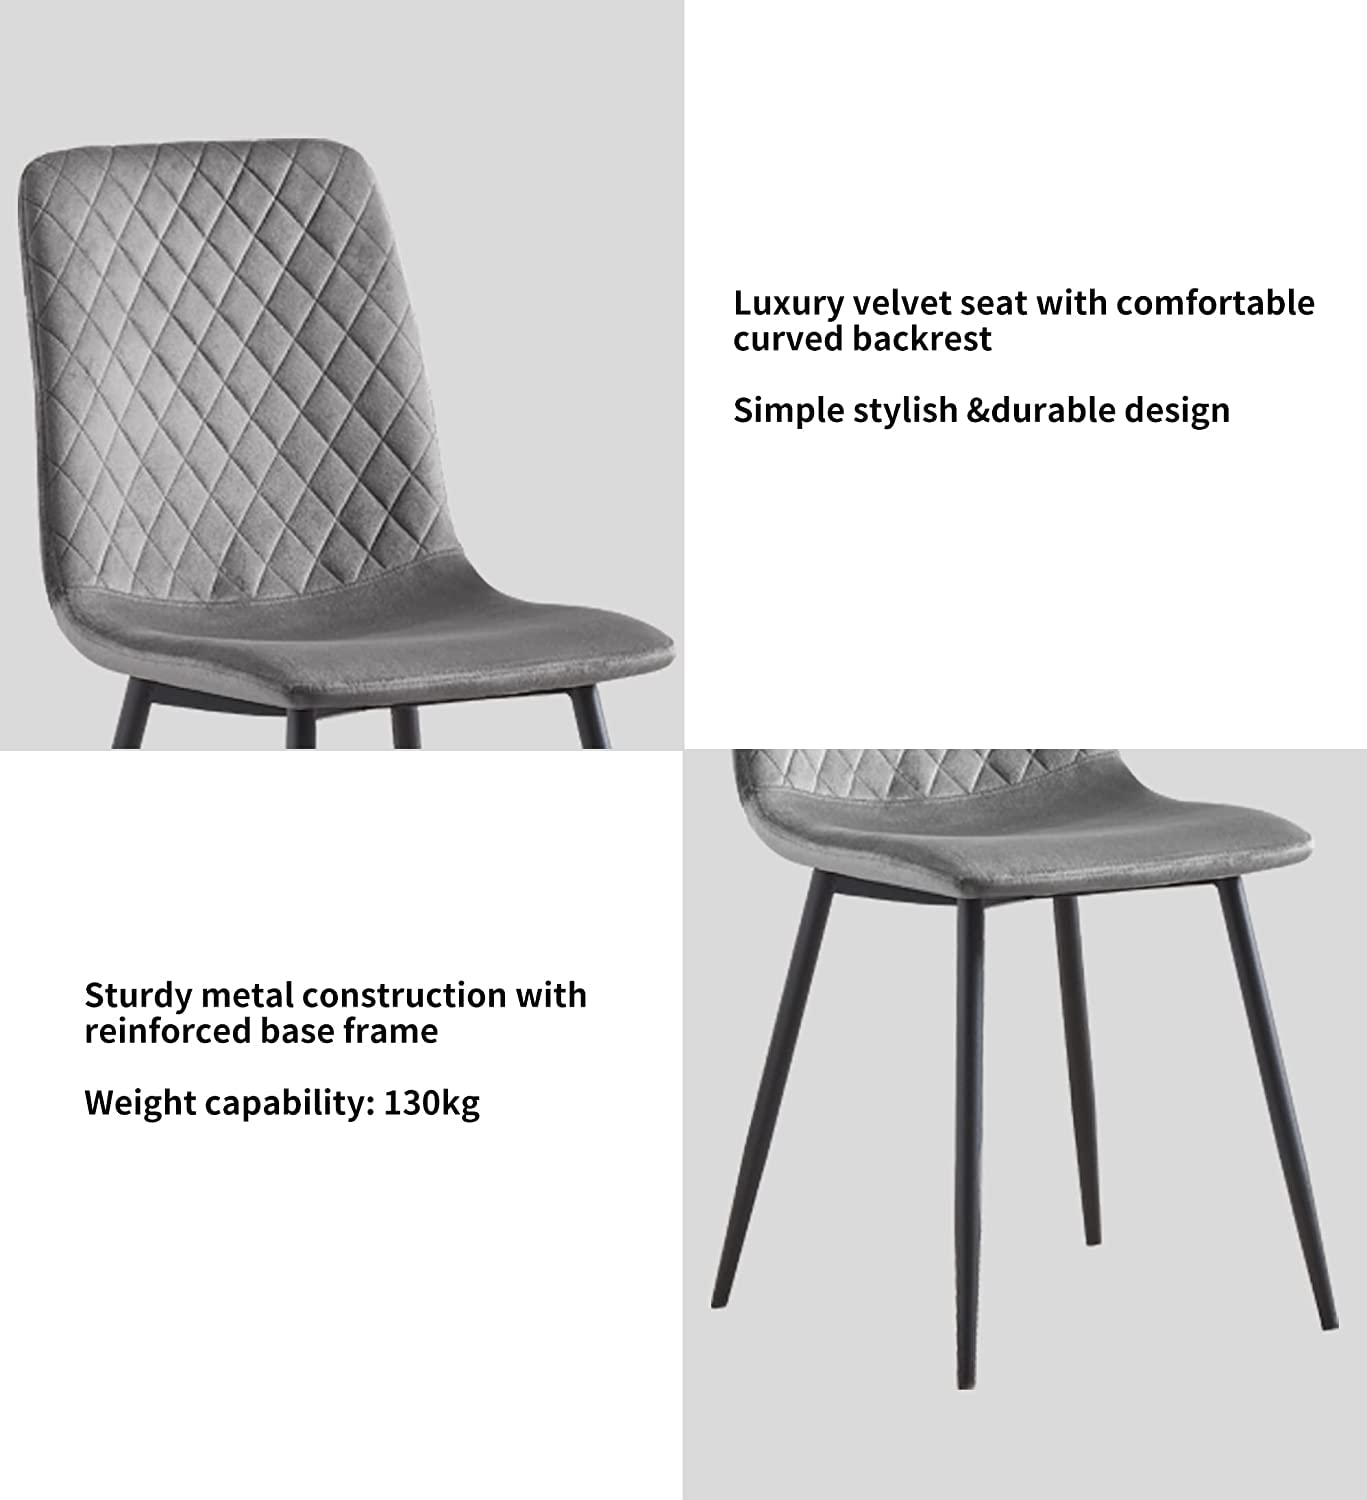 Luxury velvet seat with comfortable
curved backrest
Simple stylish &durable design
Sturdy metal construction with
reinforced base frame
Weight capability: 130kg